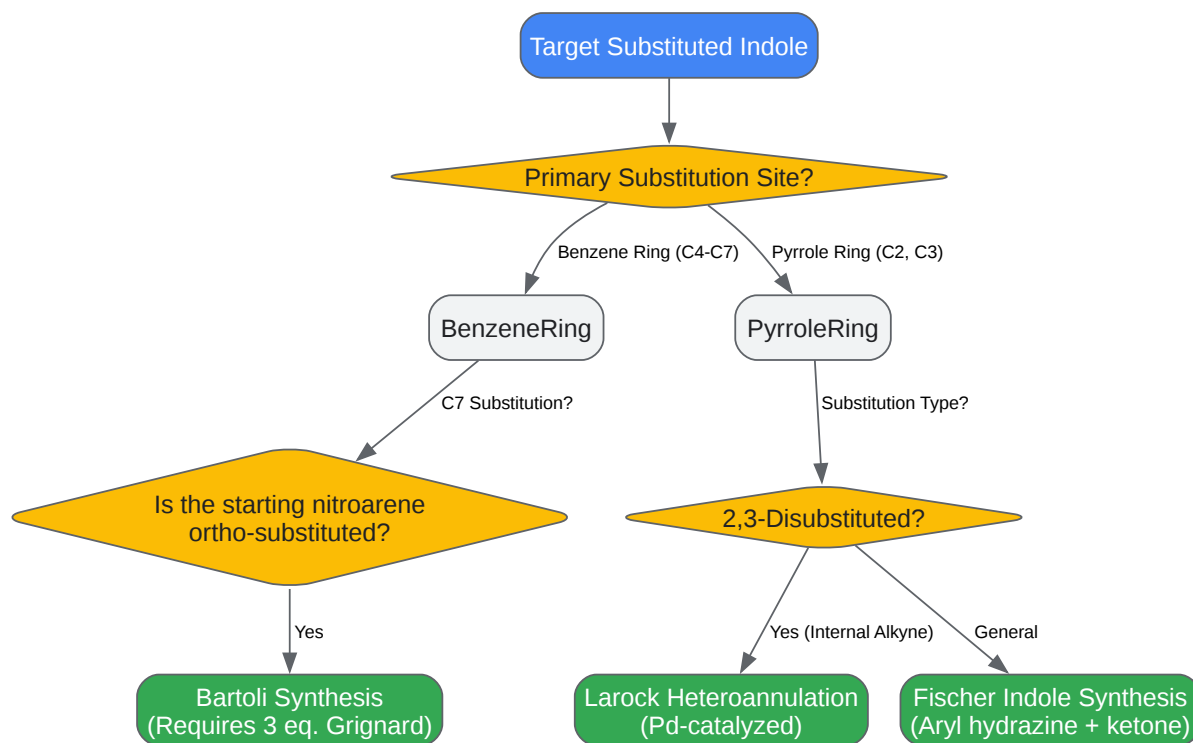 Target Substituted Indole
Primary Substitution Site?
Benzene Ring (C4-C7)
Pyrrole Ring (C2, C3)
BenzeneRing
PyrroleRing
C7 Substitution?
Substitution Type?
Is the starting nitroarene
ortho-substituted?
2,3-Disubstituted?
Yes
Yes (Internal Alkyne)
General
Bartoli Synthesis
(Requires 3 eq. Grignard)
Larock Heteroannulation
(Pd-catalyzed)
Fischer Indole Synthesis
(Aryl hydrazine + ketone)